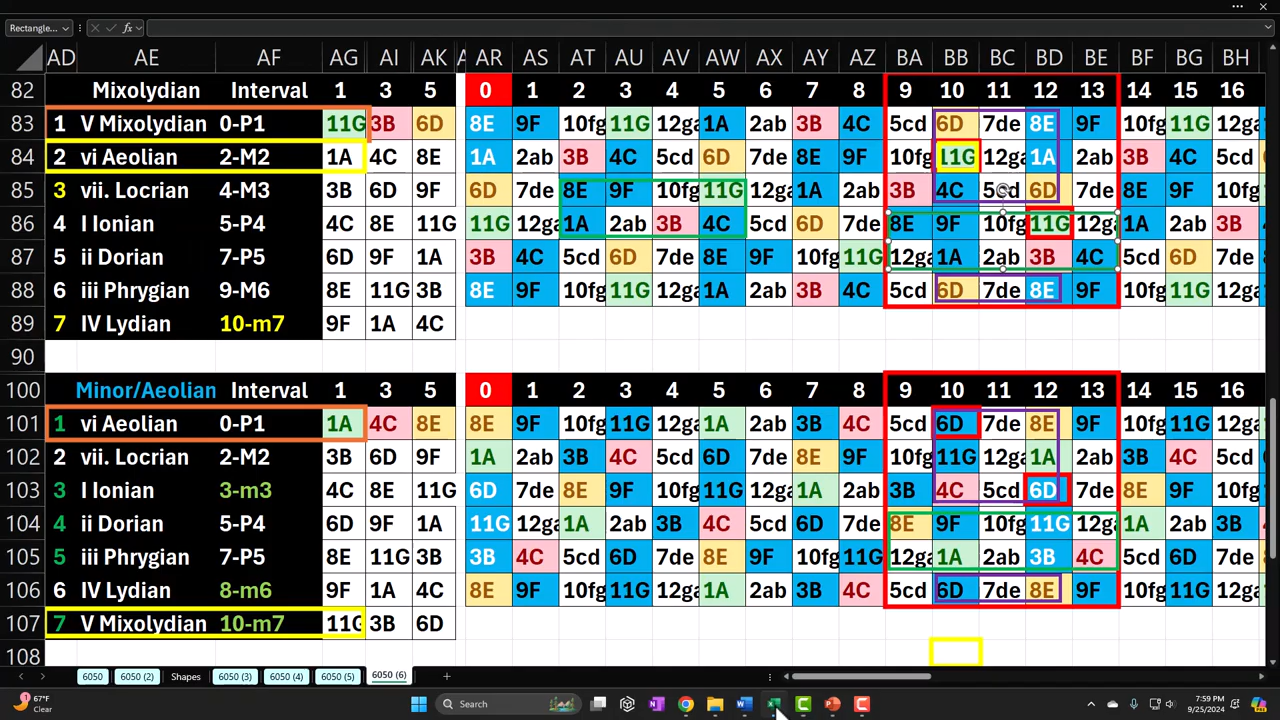 Rectangle...
fx
AD AE AF AG AI AK A AR AS AT AU AV AW AX AY AZ BA BB BC BD BE BF BG BH
82 Mixolydian Interval 1 3 5 0 1 2 3 4 5 6 7 8 9 10 11 12 13 14 15 16
83 1 V Mixolydian 0-P1 11G 3B 6D 8E 9F 10fg 11G 12ga 1A 2ab 3B 4C 5cd 6D 7de 8E 9F 10fg 11G 12ga
84 2 vi Aeolian 2-M2 1A 4C 8E 1A 2ab 3B 4C 5cd 6D 7de 8E 9F 10fg 11G 12ga 1A 2ab 3B 4C 5cd
85 3 vii. Locrian 4-M3 3B 6D 9F 6D 7de 8E 9F 10fg 11G 12ga 1A 2ab 3B 4C 5cd 6D 7de 8E 9F 10fg
86 4 I Ionian 5-P4 4C 8E 11G 11G 12ga 1A 2ab 3B 4C 5cd 6D 7de 8E 9F 10fg 11G 12ga 1A 2ab 3B
87 5 ii Dorian 7-P5 6D 9F 1A 3B 4C 5cd 6D 7de 8E 9F 10fg 11G 12ga 1A 2ab 3B 4C 5cd 6D 7de
88 6 iii Phrygian 9-M6 8E 11G 3B 8E 9F 10fg 11G 12ga 1A 2ab 3B 4C 5cd 6D 7de 8E 9F 10fg 11G 12ga
89 7 IV Lydian 10-m7 9F 1A 4C
90
100 Minor/Aeolian Interval 1 3 5 0 1 2 3 4 5 6 7 8 9 10 11 12 13 14 15 16
101 1 vi Aeolian 0-P1 1A 4C 8E 8E 9F 10fg 11G 12ga 1A 2ab 3B 4C 5cd 6D 7de 8E 9F 10fg 11G 12ga
102 2 vii. Locrian 2-M2 3B 6D 9F 1A 2ab 3B 4C 5cd 6D 7de 8E 9F 10fg 11G 12ga 1A 2ab 3B 4C 5cd
103 3 I Ionian 3-m3 4C 8E 11G 6D 7de 8E 9F 10fg 11G 12ga 1A 2ab 3B 4C 5cd 6D 7de 8E 9F 10fg
104 4 ii Dorian 5-P4 6D 9F 1A 11G 12ga 1A 2ab 3B 4C 5cd 6D 7de 8E 9F 10fg 11G 12ga 1A 2ab 3B
105 5 iii Phrygian 7-P5 8E 11G 3B 3B 4C 5cd 6D 7de 8E 9F 10fg 11G 12ga 1A 2ab 3B 4C 5cd 6D 7de
106 6 IV Lydian 8-m6 9F 1A 4C 8E 9F 10fg 11G 12ga 1A 2ab 3B 4C 5cd 6D 7de 8E 9F 10fg 11G 12ga
107 7 V Mixolydian 10-m7 11G 3B 6D
108
6050 6050 (2) Shapes 6050 (3) 6050 (4) 6050 (5) 6050 (6)
67°F
Clear
Search
7:59 PM
9/25/2024